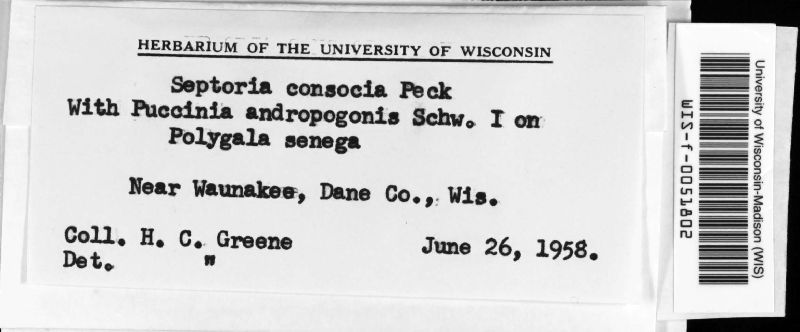 HERBARIUM OF THE UNIVERSITY OF WISCONSIN
Septoria consocia Peck
With Puccinia andropogonis Schw. I on
Polygala senega
Near Waunakee, Dane Co., Wis.
Coll. H. C. Greene June 26, 1958.
Det. "
University of Wisconsin-Madison (WIS)
WIS-f-0051802